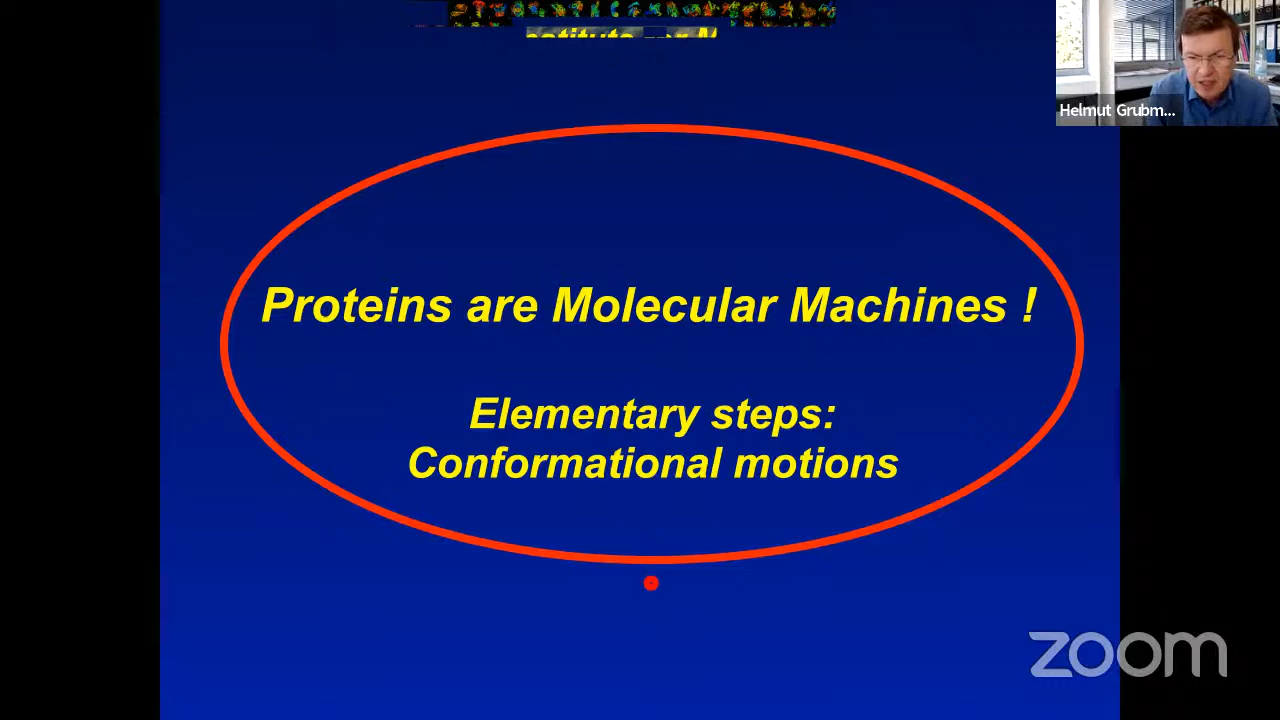 Helmut Grubm...
Proteins are Molecular Machines !
Elementary steps:
Conformational motions
zoom